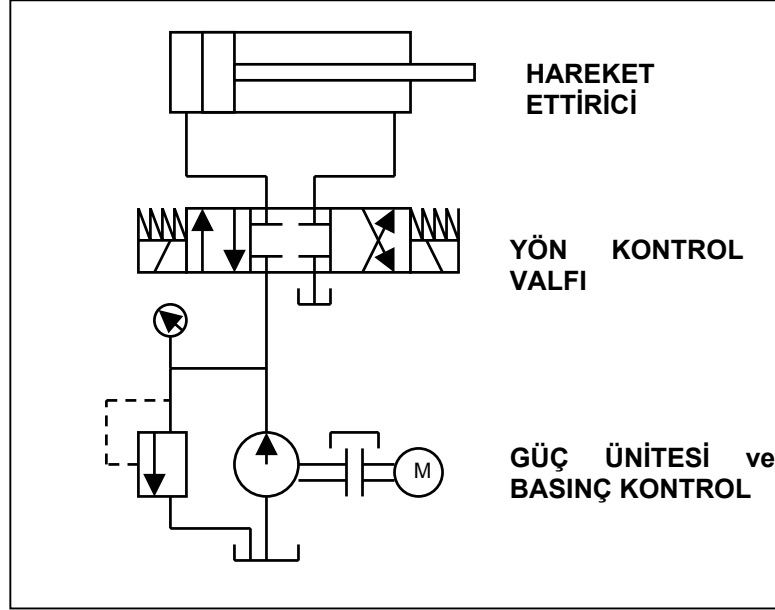 HAREKET
ETTİRİCİ
YÖN KONTROL
VALFI
GÜÇ ÜNİTESİ ve
BASINÇ KONTROL
M